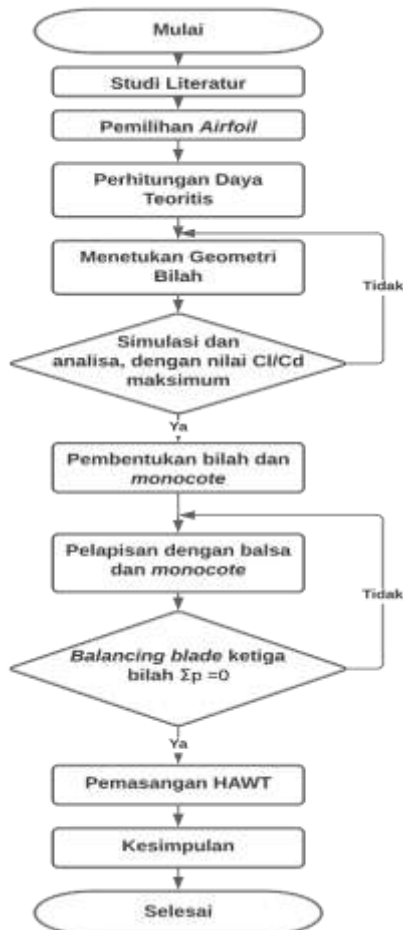 Mulai
Studi Literatur
Pemilihan Airfoil
Perhitungan Daya
Teoritis
Menetukan Geometri
Bilah
Tidak
Simulasi dan
analisa, dengan nilai Cl/Cd
maksimum
Ya
Pembentukan bilah dan
monocote
Pelapisan dengan balsa
dan monocote
Tidak
Balancing blade ketiga
bilah Σp =0
Ya
Pemasangan HAWT
Kesimpulan
Selesai